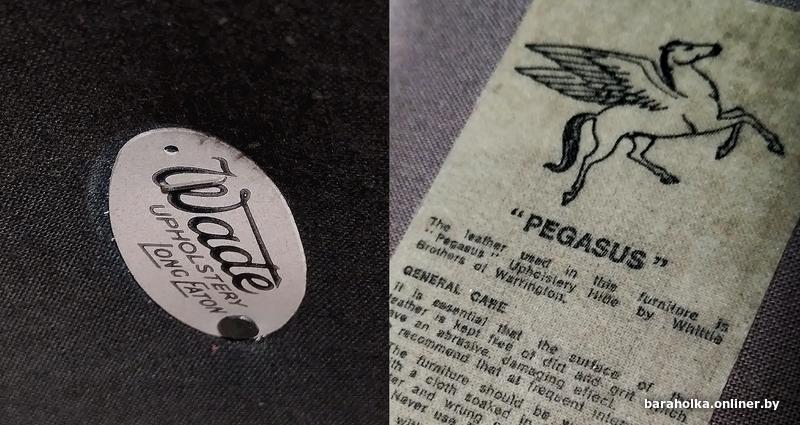 Wade
UPHOLSTERY
LONG EATON
"PEGASUS"
The leather used in this furniture is
"Pegasus" Upholstery Hide by Whittle
Brothers of Warrington.
GENERAL CARE
It is essential that the surface of
leather is kept free of dirt and grit which
have an abrasive, damaging effect.
recommend that at frequent
The furniture should be
with a cloth soaked in
and wrung
Never use
baraholka.onliner.by